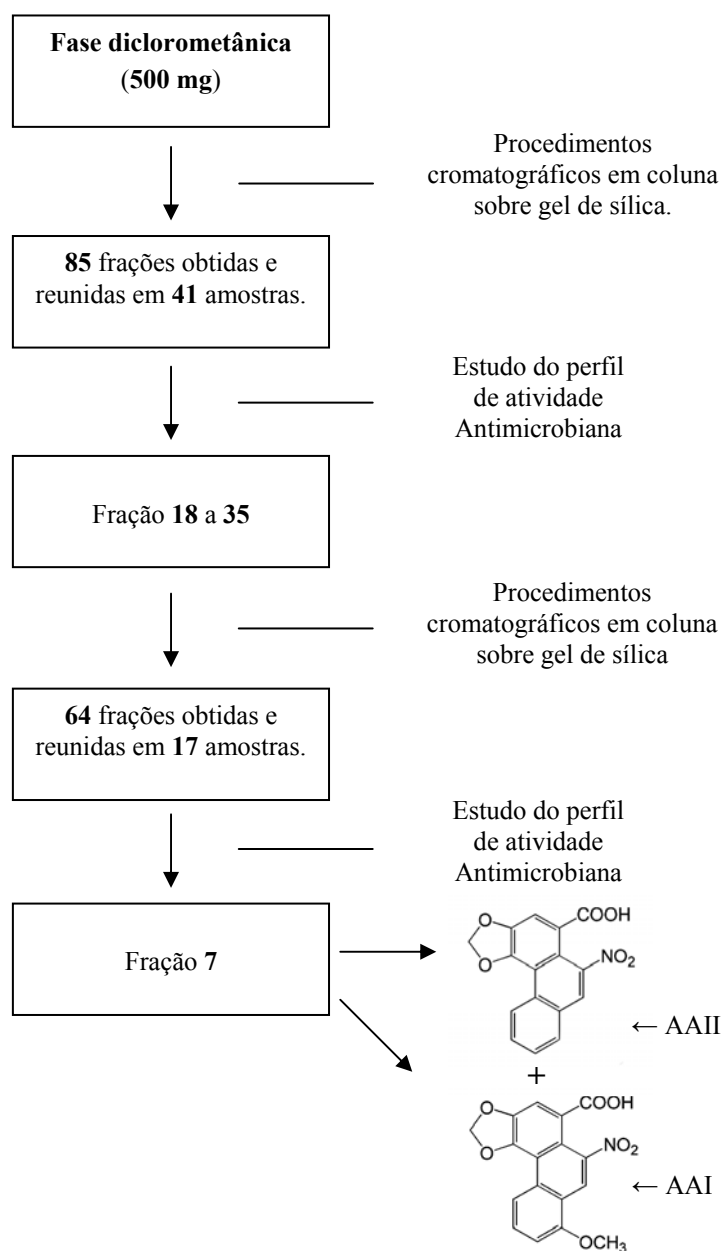 Fase diclorometânica
(500 mg)
Procedimentos
cromatográficos em coluna
sobre gel de sílica.
85 frações obtidas e
reunidas em 41 amostras.
Estudo do perfil
de atividade
Antimicrobiana
Fração 18 a 35
Procedimentos
cromatográficos em coluna
sobre gel de sílica
64 frações obtidas e
reunidas em 17 amostras.
Estudo do perfil
de atividade
Antimicrobiana
Fração 7
O
COOH
O
NO2
← AAII
+
O
COOH
O
NO2
← AAI
OCH3